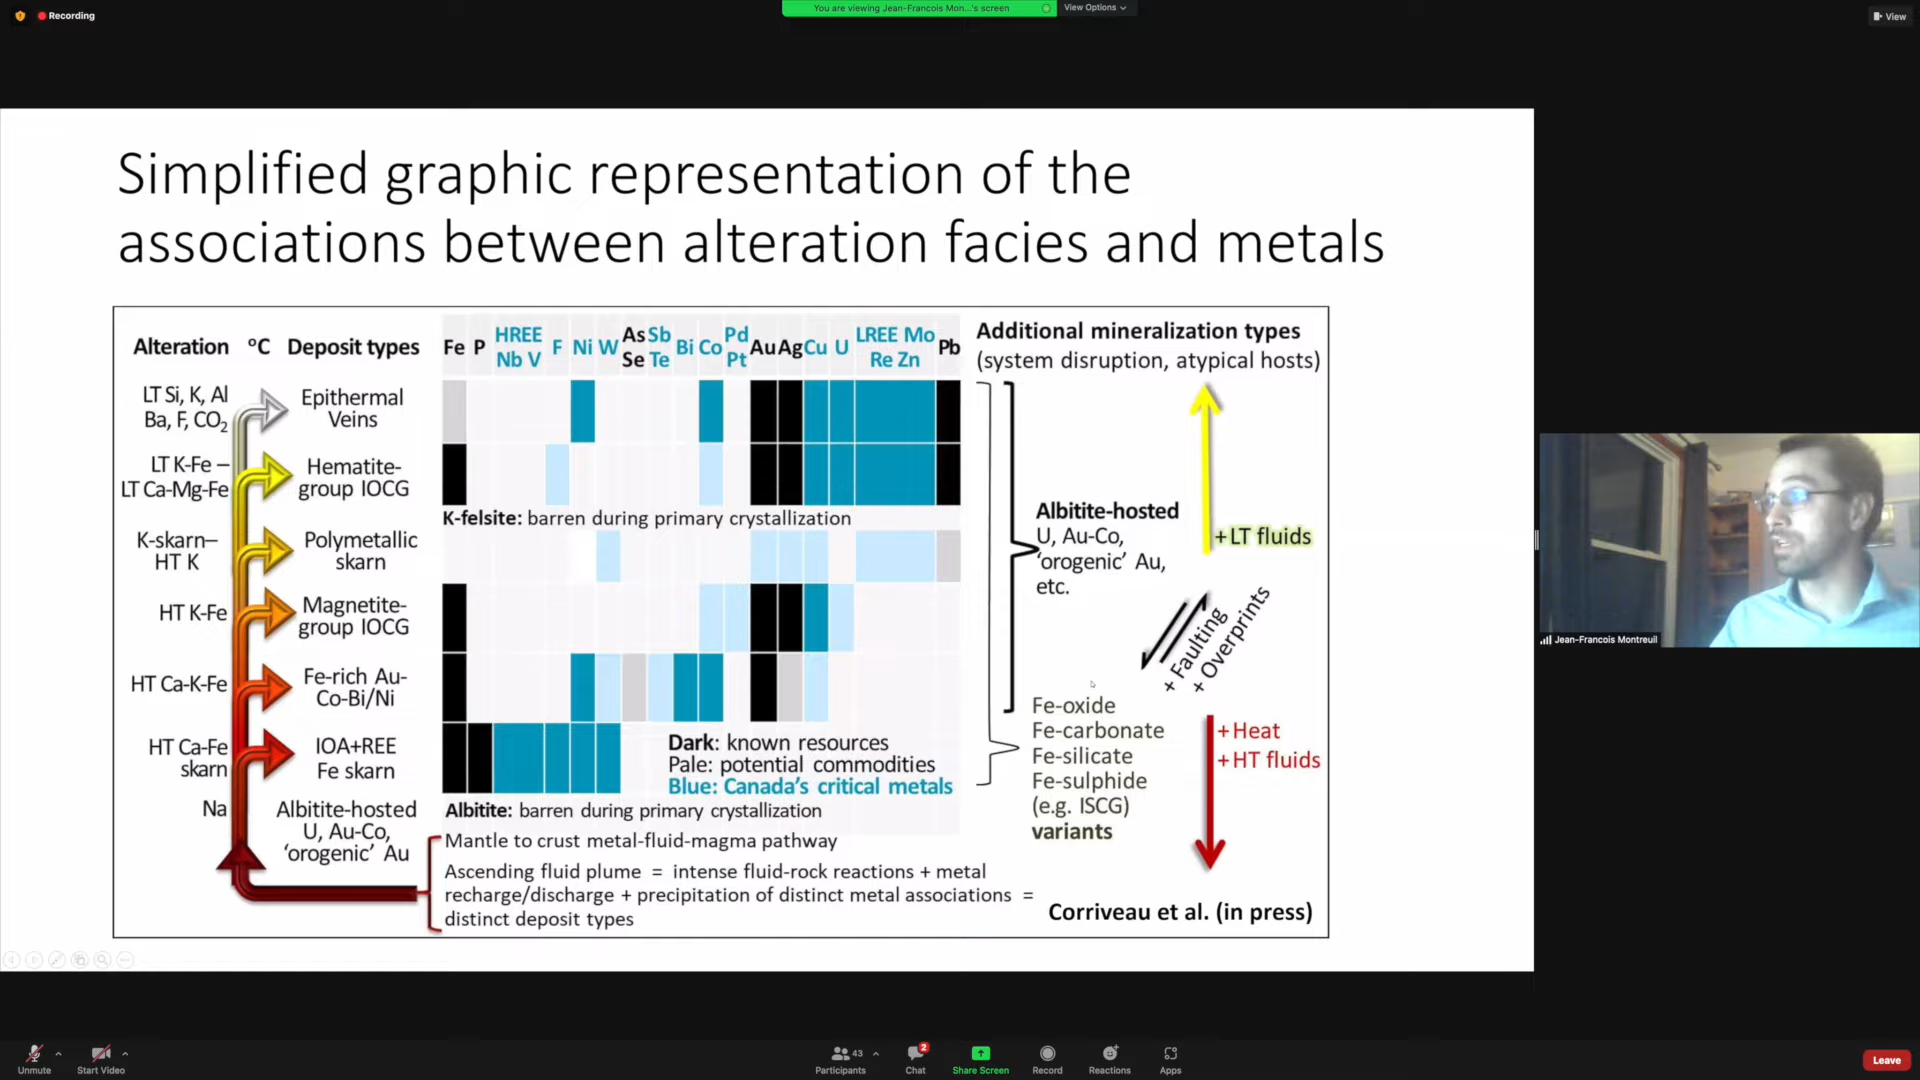 Recording
You are viewing Jean-Francois Mon...'s screen
View Options
View
Simplified graphic representation of the
associations between alteration facies and metals
Alteration
°C
Deposit types
Fe
P
HREE
Nb V
F
Ni
W
As
Se
Sb
Te
Bi
Co
Pd
Pt
Au
Ag
Cu
U
LREE Mo
Re Zn
Pb
Additional mineralization types
(system disruption, atypical hosts)
LT Si, K, Al
Ba, F, CO₂
Epithermal
Veins
LT K-Fe –
LT Ca-Mg-Fe
Hematite-
group IOCG
K-felsite: barren during primary crystallization
K-skarn–
HT K
Polymetallic
skarn
HT K-Fe
Magnetite-
group IOCG
HT Ca-K-Fe
Fe-rich Au-
Co-Bi/Ni
HT Ca-Fe
skarn
IOA+REE
Fe skarn
Dark: known resources
Pale: potential commodities
Blue: Canada's critical metals
Na
Albitite-hosted
U, Au-Co,
'orogenic' Au
Albitite: barren during primary crystallization
Mantle to crust metal-fluid-magma pathway
Ascending fluid plume = intense fluid-rock reactions + metal
recharge/discharge + precipitation of distinct metal associations =
distinct deposit types
Albitite-hosted
U, Au-Co,
'orogenic' Au,
etc.
+LT fluids
+ Faulting
+ Overprints
Fe-oxide
Fe-carbonate
Fe-silicate
Fe-sulphide
(e.g. ISCG)
variants
+Heat
+HT fluids
Corriveau et al. (in press)
Jean-Francois Montreuil
Unmute
Start Video
43
Participants
2
Chat
Share Screen
Record
Reactions
Apps
Leave